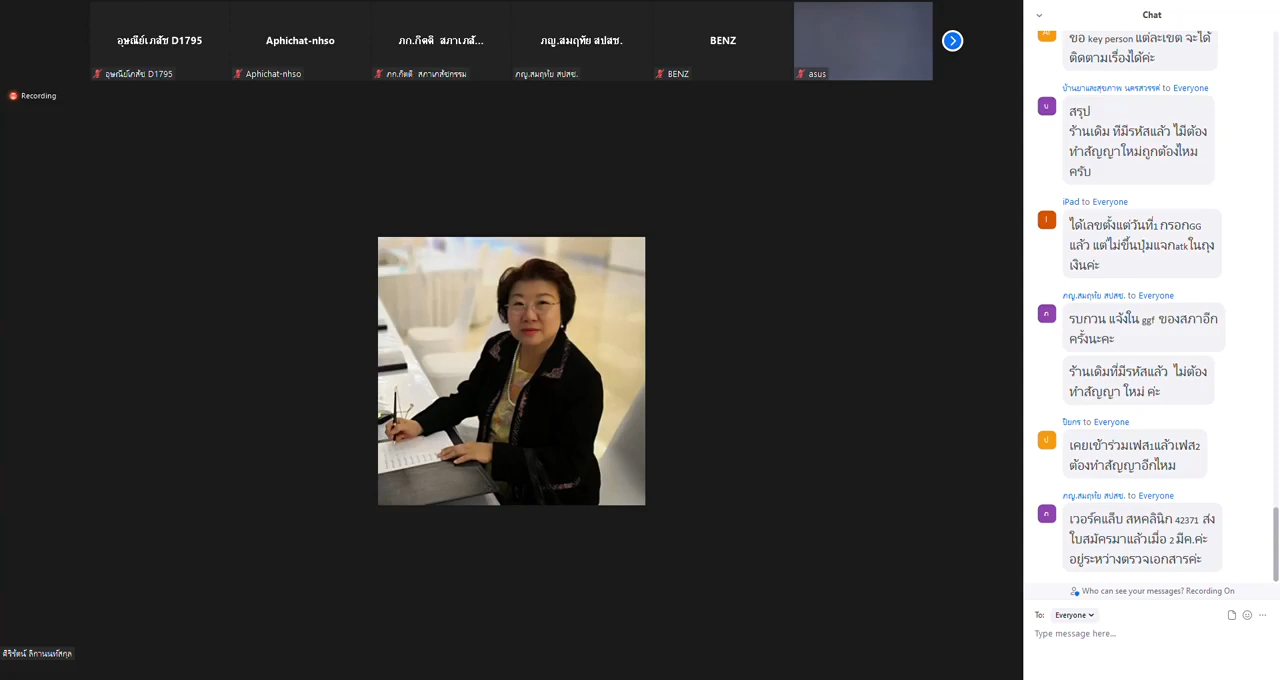 อุษณีย์เภสัช D1795
Aphichat-nhso
ภก.กิตติ สภาเภสั...
ภญ.สมฤทัย สปสช.
BENZ
อุษณีย์เภสัช D1795
Aphichat-nhso
ภก.กิตติ สภาเภสัชกรรม
ภญ.สมฤทัย สปสช.
BENZ
asus
Recording
ศิริรัตน์ ลิกานนท์สกุล
Chat
ขอ key person แต่ละเขต จะได้
ติดตามเรื่องได้ค่ะ
บ้านยาและสุขภาพ นครสวรรค์ to Everyone
บ
สรุป
ร้านเดิม ที่มีรหัสแล้ว ไม่ต้อง
ทำสัญญาใหม่ถูกต้องไหม
ครับ
iPad to Everyone
I
ได้เลขตั้งแต่วันที่1 กรอกGG
แล้ว แต่ไม่ขึ้นปุ่มแจกatkในถุง
เงินค่ะ
ภญ.สมฤทัย สปสช. to Everyone
ภ
รบกวน แจ้งใน ggf ของสภาอีก
ครั้งนะคะ
ร้านเดิมที่มีรหัสแล้ว ไม่ต้อง
ทำสัญญา ใหม่ ค่ะ
ปิยกร to Everyone
ป
เคยเข้าร่วมเฟส1แล้วเฟส2
ต้องทำสัญญาอีกไหม
ภญ.สมฤทัย สปสช. to Everyone
ภ
เวอร์คแล็บ สหคลินิก 42371 ส่ง
ใบสมัครมาแล้วเมื่อ 2 มีค.ค่ะ
อยู่ระหว่างตรวจเอกสารค่ะ
Who can see your messages? Recording On
To: Everyone
Type message here...